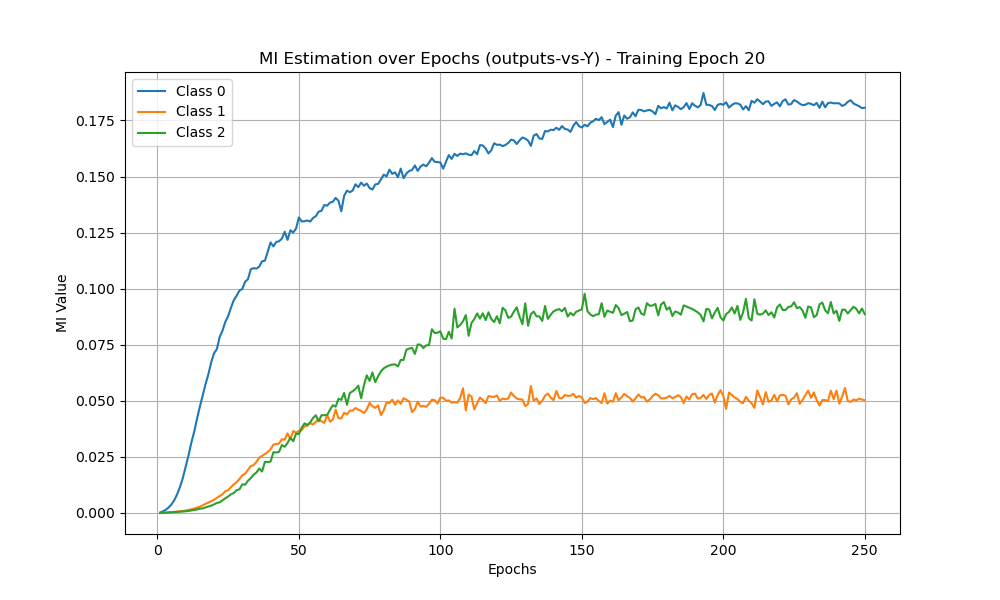 MI Estimation over Epochs (outputs-vs-Y) - Training Epoch 20
Class 0
Class 1
Class 2
MI Value
0.175
0.150
0.125
0.100
0.075
0.050
0.025
0.000
0
50
100
150
200
250
Epochs